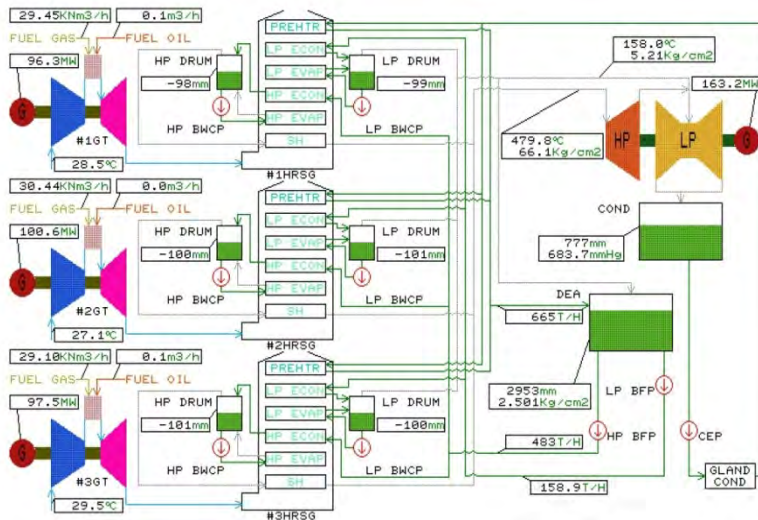 29.45KNm3/h
0.1m3/h
FUEL GAS
FUEL OIL
96.3MW
G
#1GT
28.5℃
HP DRUM
-98mm
HP BWCP
PREHTR
LP ECON
LP EVAP
HP ECON
HP EVAP
SH
#1HRSG
LP DRUM
-99mm
LP BWCP
158.0℃
5.21Kg/cm2
163.2MW
HP
LP
G
479.8℃
66.1Kg/cm2
30.44KNm3/h
0.0m3/h
FUEL GAS
FUEL OIL
100.6MW
G
#2GT
27.1℃
HP DRUM
-100mm
HP BWCP
PREHTR
LP ECON
LP EVAP
HP ECON
HP EVAP
SH
#2HRSG
LP DRUM
-101mm
LP BWCP
COND
777mm
683.7mmHg
DEA
665T/H
29.10KNm3/h
0.1m3/h
FUEL GAS
FUEL OIL
97.5MW
G
#3GT
29.5℃
HP DRUM
-101mm
HP BWCP
PREHTR
LP ECON
LP EVAP
HP ECON
HP EVAP
SH
#3HRSG
LP DRUM
-100mm
LP BWCP
2953mm
2.501Kg/cm2
LP BFP
HP BFP
CEP
483T/H
158.9T/H
GLAND
COND